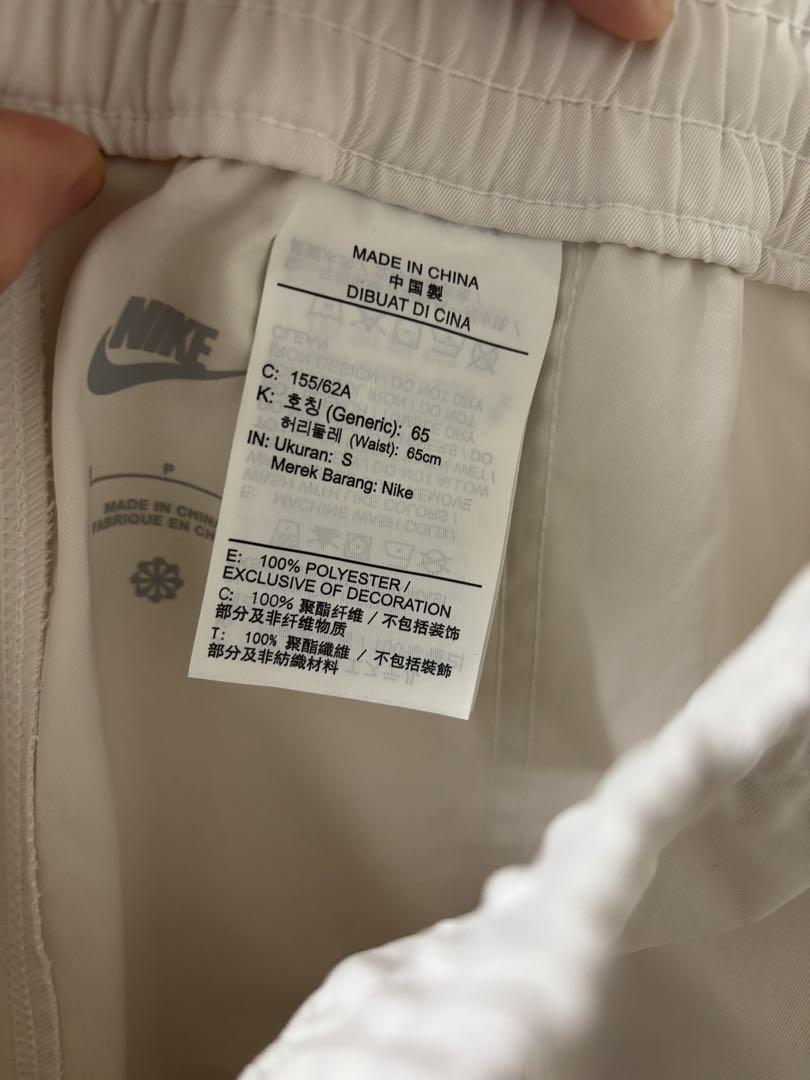 MADE IN CHINA
中国製
DIBUAT DI CINA
C: 155/62A
K: 호칭 (Generic): 65
허리둘레 (Waist): 65cm
IN: Ukuran: S
Merek Barang: Nike
E: 100% POLYESTER /
EXCLUSIVE OF DECORATION
C: 100% 聚酯纤维 / 不包括装饰
部分及非纤维物质
T: 100% 聚酯纖維 / 不包括裝飾
部分及非紡織材料
NIKE
P
MADE IN CHINA
FABRIQUE EN CH